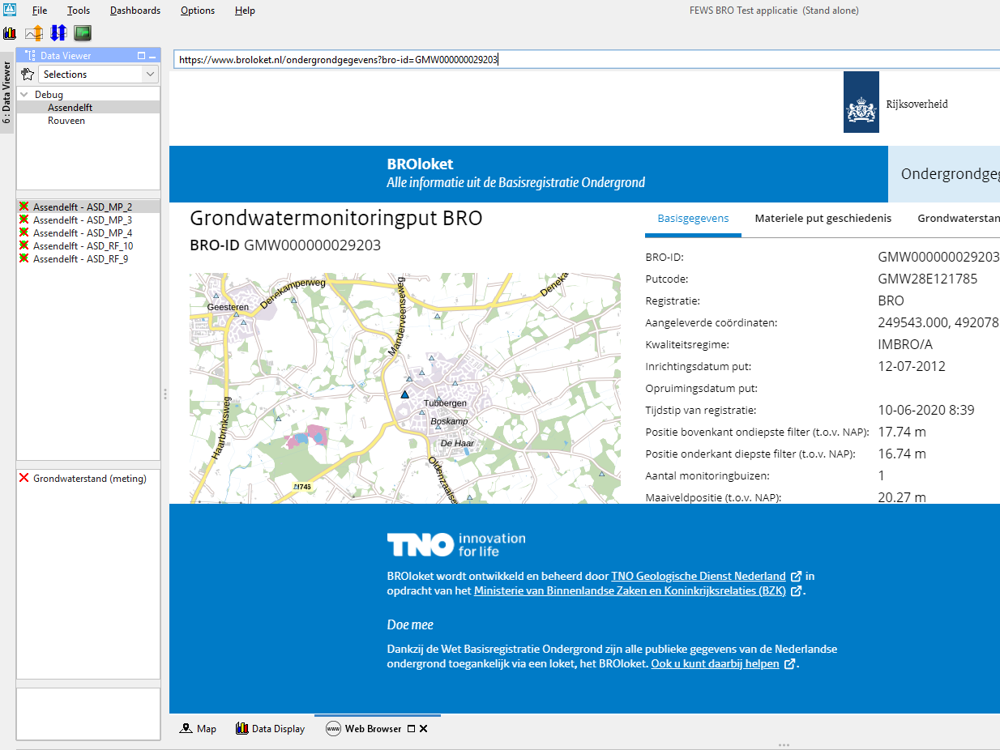 File Tools Dashboards Options Help
FEWS BRO Test applicatie (Stand alone)
6 : Data Viewer
Data Viewer
Selections
Debug
Assendelft
Rouveen
Assendelft - ASD_MP_2
Assendelft - ASD_MP_3
Assendelft - ASD_MP_4
Assendelft - ASD_RF_10
Assendelft - ASD_RF_9
Grondwaterstand (meting)
https://www.broloket.nl/ondergrondgegevens?bro-id=GMW000000029203
Rijksoverheid
BROloket
Alle informatie uit de Basisregistratie Ondergrond
Ondergrondgeg
Grondwatermonitoringput BRO
BRO-ID GMW000000029203
Geesteren
Denekamperweg
Manderveenseweg
Deneka
Haarbrinksweg
Tubbergen
Boskamp
De Haar
Oldenzaalsew
N746
Basisgegevens Materiele put geschiedenis Grondwaterstan
BRO-ID: GMW000000029203
Putcode: GMW28E121785
Registratie: BRO
Aangeleverde coördinaten: 249543.000, 492078
Kwaliteitsregime: IMBRO/A
Inrichtingsdatum put: 12-07-2012
Opruimingsdatum put:
Tijdstip van registratie: 10-06-2020 8:39
Positie bovenkant ondiepste filter (t.o.v. NAP): 17.74 m
Positie onderkant diepste filter (t.o.v. NAP): 16.74 m
Aantal monitoringbuizen: 1
Maaiveldpositie (t.o.v. NAP): 20.27 m
TNO innovation
for life
BROloket wordt ontwikkeld en beheerd door TNO Geologische Dienst Nederland in
opdracht van het Ministerie van Binnenlandse Zaken en Koninkrijksrelaties (BZK) .
Doe mee
Dankzij de Wet Basisregistratie Ondergrond zijn alle publieke gegevens van de Nederlandse
ondergrond toegankelijk via een loket, het BROloket. Ook u kunt daarbij helpen .
Map Data Display www Web Browser